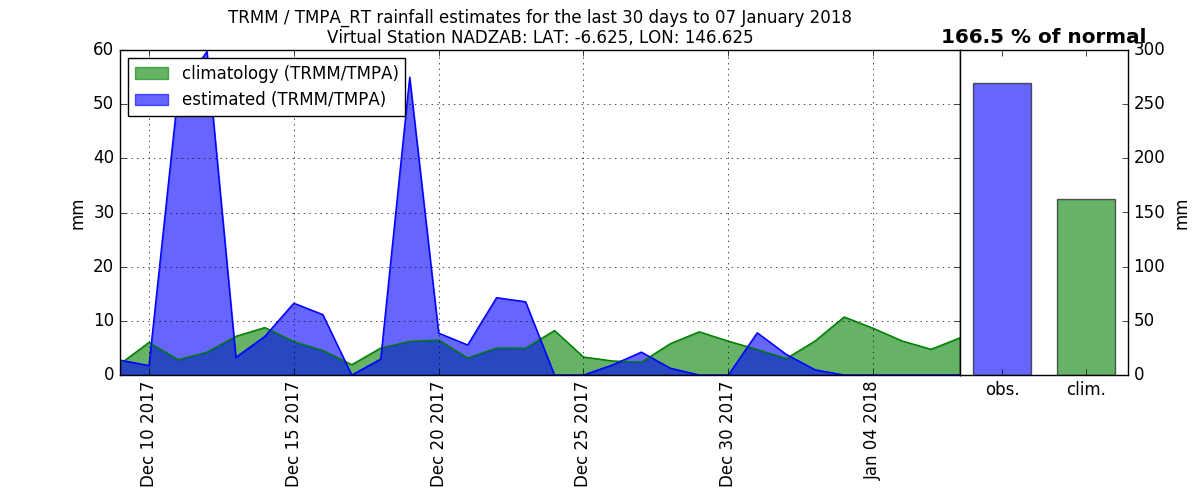 TRMM / TMPA_RT rainfall estimates for the last 30 days to 07 January 2018
Virtual Station NADZAB: LAT: -6.625, LON: 146.625
166.5 % of normal
climatology (TRMM/TMPA)
estimated (TRMM/TMPA)
60
50
40
30
20
10
0
mm
Dec 10 2017
Dec 15 2017
Dec 20 2017
Dec 25 2017
Dec 30 2017
Jan 04 2018
300
250
200
150
100
50
0
mm
obs.
clim.